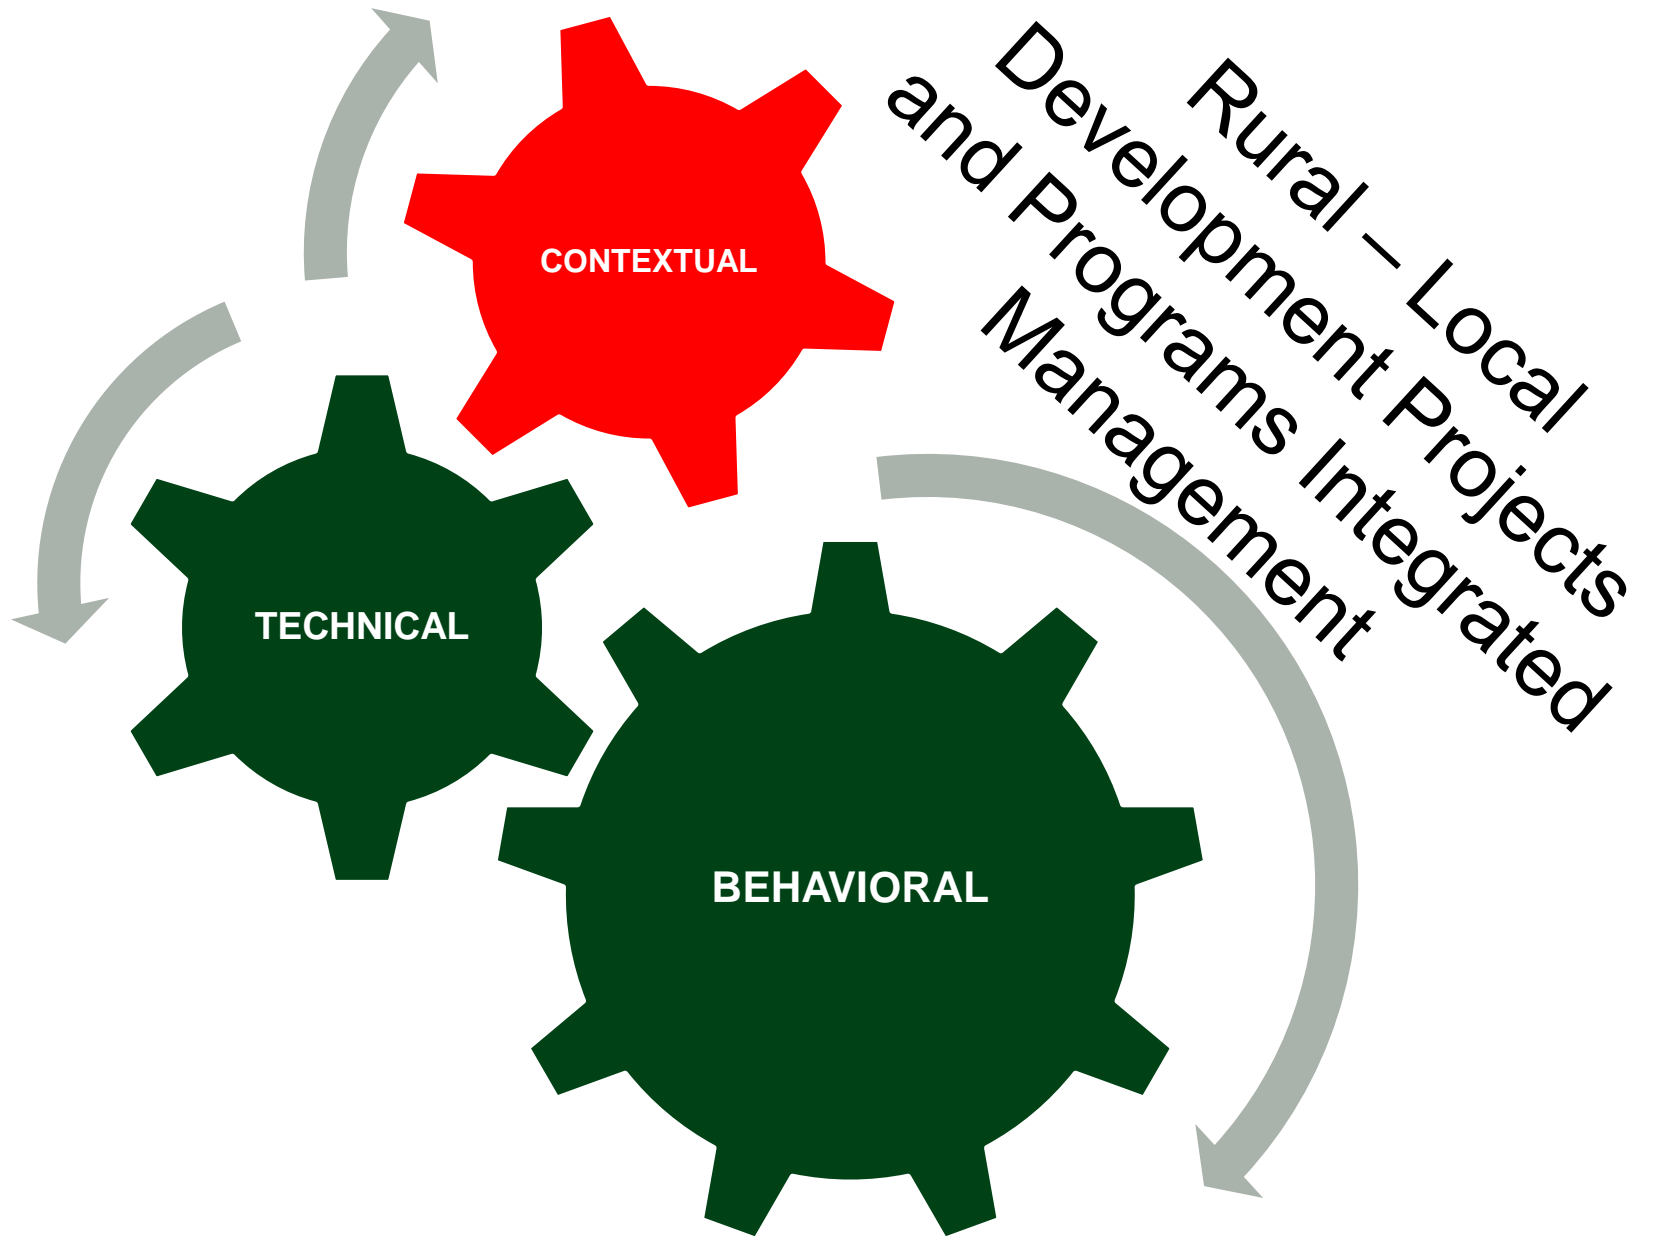 Rural – Local
Development Projects
and Programs Integrated
Management
CONTEXTUAL
TECHNICAL
BEHAVIORAL